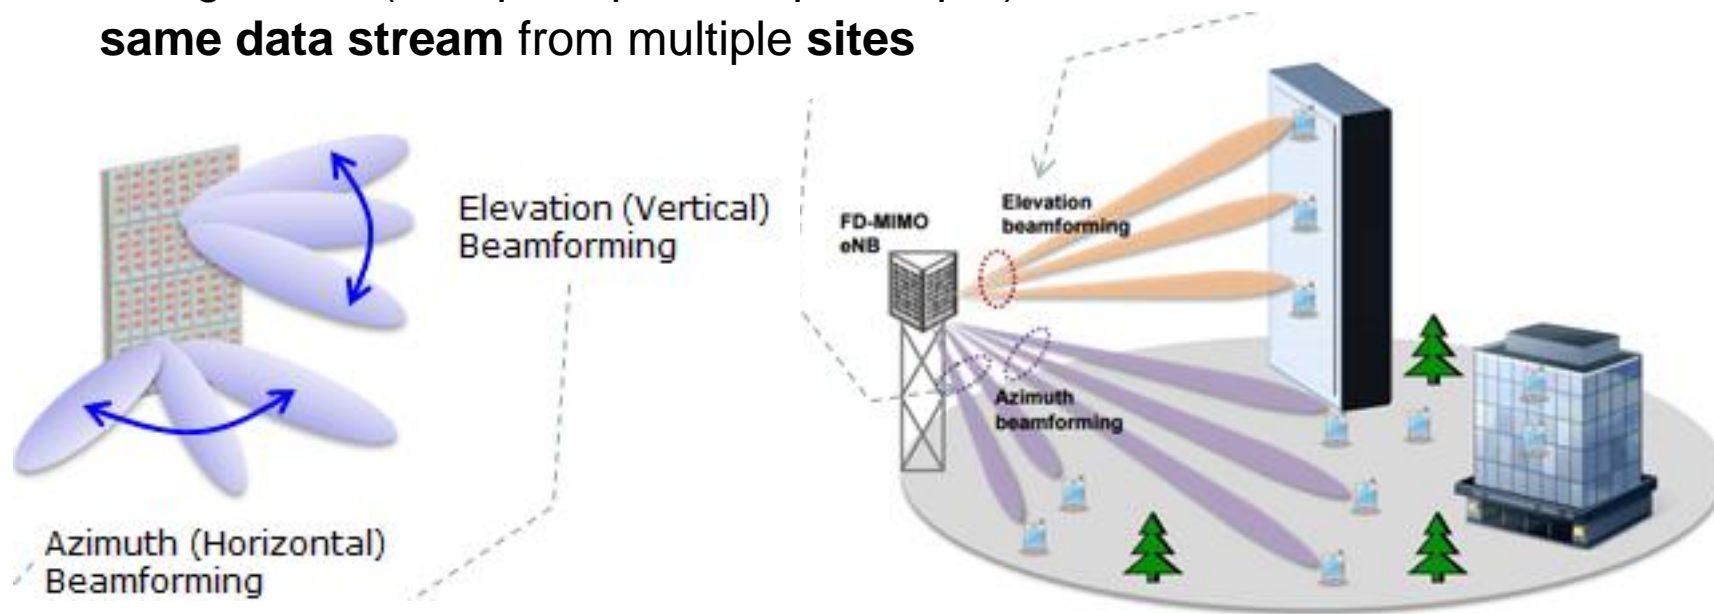 same data stream from multiple sites
Elevation (Vertical)
Beamforming
Azimuth (Horizontal)
Beamforming
FD-MIMO
eNB
Elevation
beamforming
Azimuth
beamforming